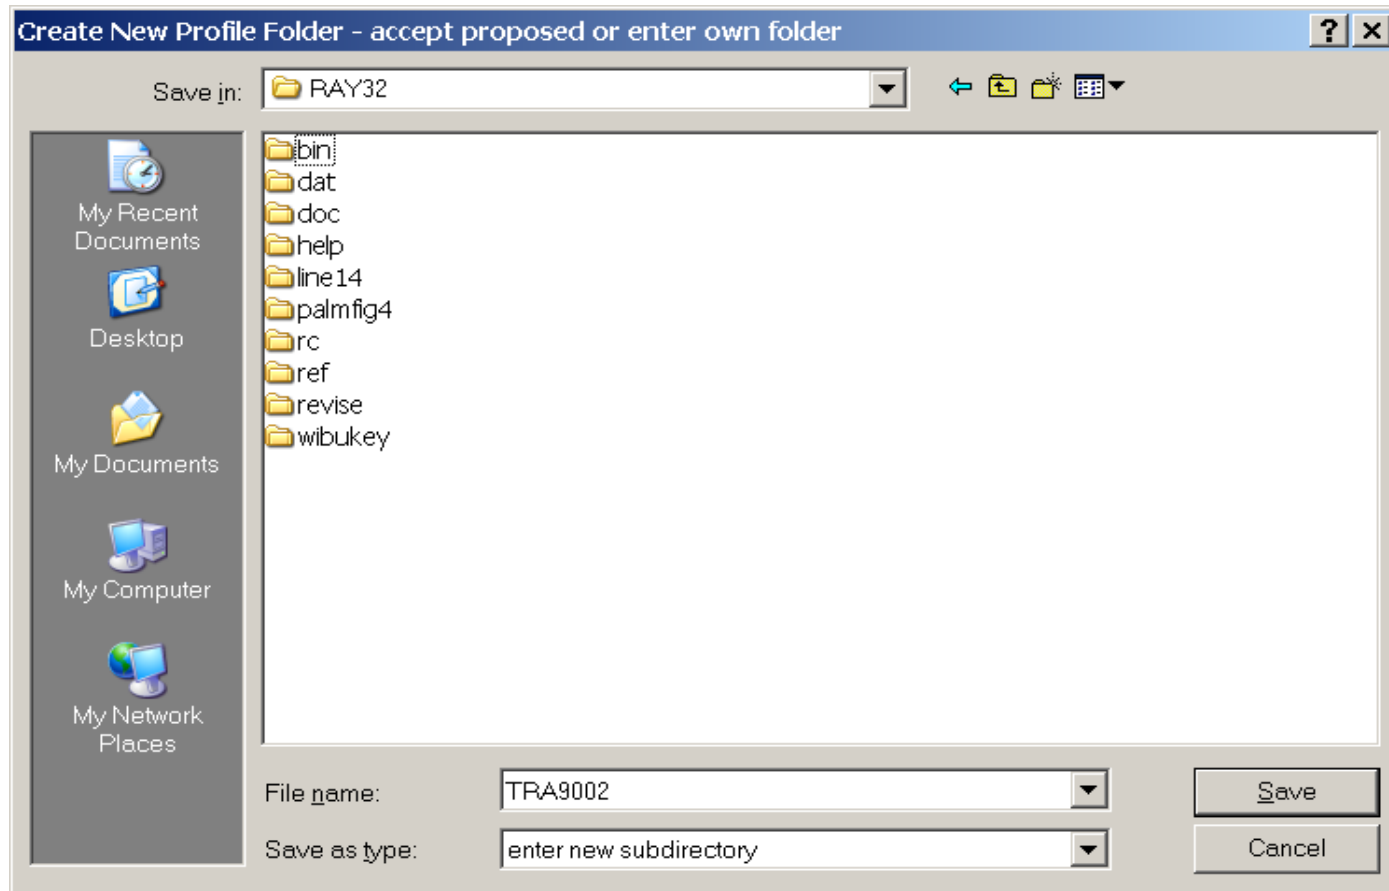 Create New Profile Folder - accept proposed or enter own folder
Save in:
RAY32
My Recent
Documents
Desktop
My Documents
My Computer
My Network
Places
bin
dat
doc
help
line14
palmfig4
rc
ref
revise
wibukey
File name:
TRA9002
Save
Save as type:
enter new subdirectory
Cancel